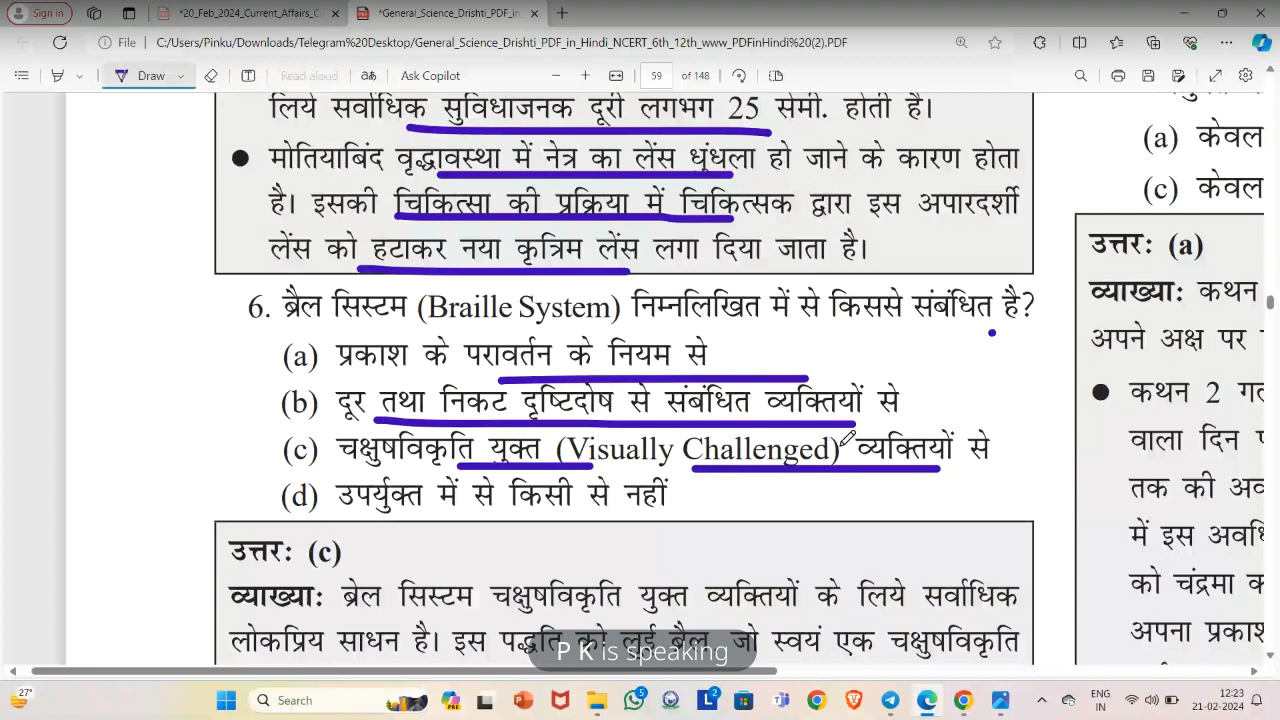 Sign in
*20_Feb_2024_Current_Affairs_C
*General_Science_Drishti_PDF_in_
File
C:/Users/Pinku/Downloads/Telegram%20Desktop/General_Science_Drishti_PDF_in_Hindi_NCERT_6th_12th_www_PDFinHindi%20(2).PDF
Draw
Read aloud
Ask Copilot
59 of 148
लिये सर्वाधिक सुविधाजनक दूरी लगभग 25 सेमी. होती है।
● मोतियाबिंद वृद्धावस्था में नेत्र का लेंस धुंधला हो जाने के कारण होता
है। इसकी चिकित्सा की प्रक्रिया में चिकित्सक द्वारा इस अपारदर्शी
लेंस को हटाकर नया कृत्रिम लेंस लगा दिया जाता है।
6. ब्रैल सिस्टम (Braille System) निम्नलिखित में से किससे संबंधित है?
(a) प्रकाश के परावर्तन के नियम से
(b) दूर तथा निकट दृष्टिदोष से संबंधित व्यक्तियों से
(c) चक्षुषविकृति युक्त (Visually Challenged) व्यक्तियों से
(d) उपर्युक्त में से किसी से नहीं
उत्तरः (c)
व्याख्याः ब्रेल सिस्टम चक्षुषविकृति युक्त व्यक्तियों के लिये सर्वाधिक
लोकप्रिय साधन है। इस पद्धति को लुई ब्रैल, जो स्वयं एक चक्षुषविकृति
(a) केवल
(c) केवल
उत्तरः (a)
व्याख्याः कथन
अपने अक्ष पर
● कथन 2 गल
वाला दिन
तक की अव
में इस अवधि
को चंद्रमा क
अपना प्रकाश
P K is speaking
27°
Search
PRE
5
2
ENG
IN
12:23
21-02-2024